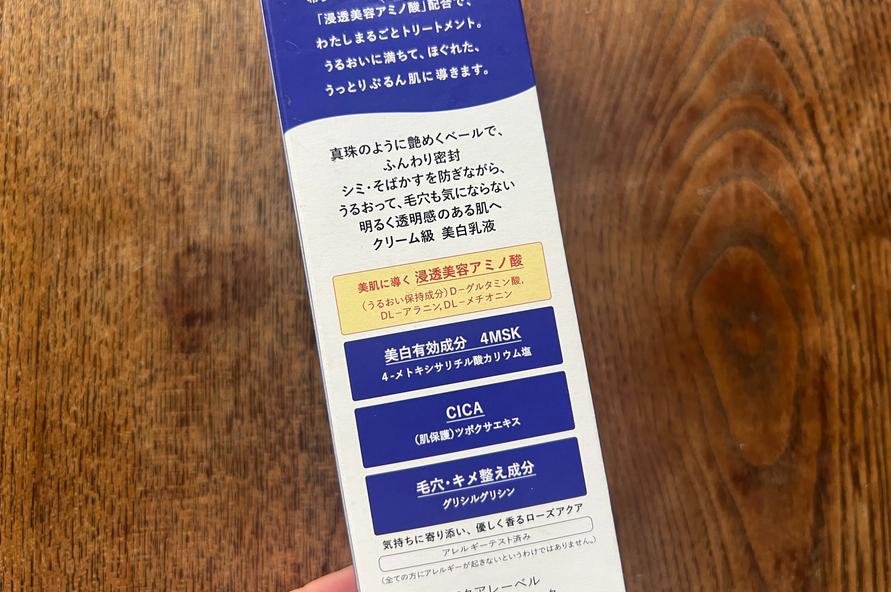 「浸透美容アミノ酸」配合で、
わたしまるごとトリートメント。
うるおいに満ちて、ほぐれた、
うっとりぷるん肌に導きます。
真珠のように艶めくベールで、
ふんわり密封
シミ・そばかすを防ぎながら、
うるおって、毛穴も気にならない
明るく透明感のある肌へ
クリーム級 美白乳液
美肌に導く 浸透美容アミノ酸
(うるおい保持成分)D-グルタミン酸,
DL-アラニン,DL-メチオニン
美白有効成分 4MSK
4-メトキシサリチル酸カリウム塩
CICA
(肌保護)ツボクサエキス
毛穴・キメ整え成分
グリシルグリシン
気持ちに寄り添い、優しく香るローズアクア
アレルギーテスト済み
(全ての方にアレルギーが起きないというわけではありません。)
アクアレーベル